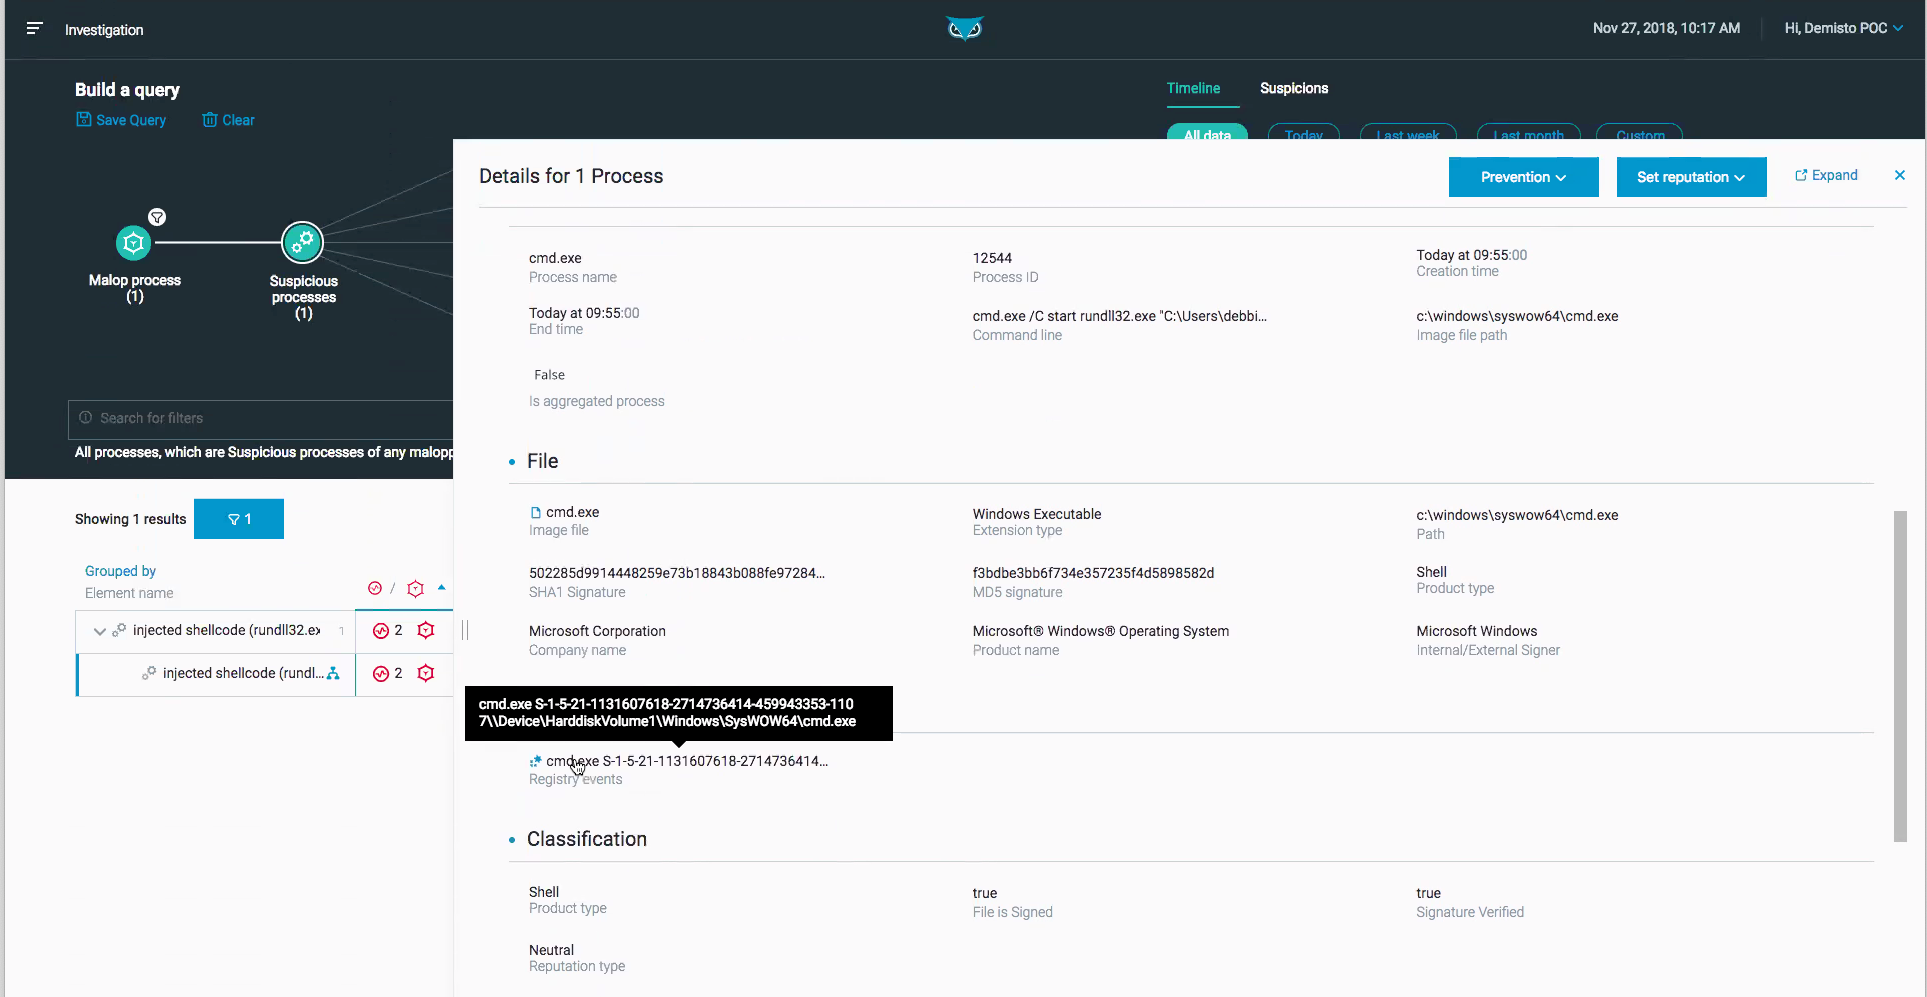 Investigation
Nov 27, 2018, 10:17 AM
Hi, Demisto POC
Build a query
Save Query
Clear
Timeline
Suspicions
All data
Today
Last week
Last month
Custom
Malop process
(1)
Suspicious
processes
(1)
Search for filters
All processes, which are Suspicious processes of any malopp
Showing 1 results
1
Grouped by
Element name
/
injected shellcode (rundll32.ex
1
2
injected shellcode (rundl...
2
Details for 1 Process
Prevention
Set reputation
Expand
cmd.exe
Process name
12544
Process ID
Today at 09:55:00
Creation time
Today at 09:55:00
End time
cmd.exe /C start rundll32.exe "C:\Users\debbi...
Command line
c:\windows\syswow64\cmd.exe
Image file path
False
Is aggregated process
File
cmd.exe
Image file
Windows Executable
Extension type
c:\windows\syswow64\cmd.exe
Path
502285d9914448259e73b18843b088fe97284...
SHA1 Signature
f3bdbe3bb6f734e357235f4d5898582d
MD5 signature
Shell
Product type
Microsoft Corporation
Company name
Microsoft® Windows® Operating System
Product name
Microsoft Windows
Internal/External Signer
cmd.exe S-1-5-21-1131607618-2714736414-459943353-110
7\\Device\HarddiskVolume1\Windows\SysWOW64\cmd.exe
cmd.exe S-1-5-21-1131607618-2714736414...
Registry events
Classification
Shell
Product type
true
File is Signed
true
Signature Verified
Neutral
Reputation type